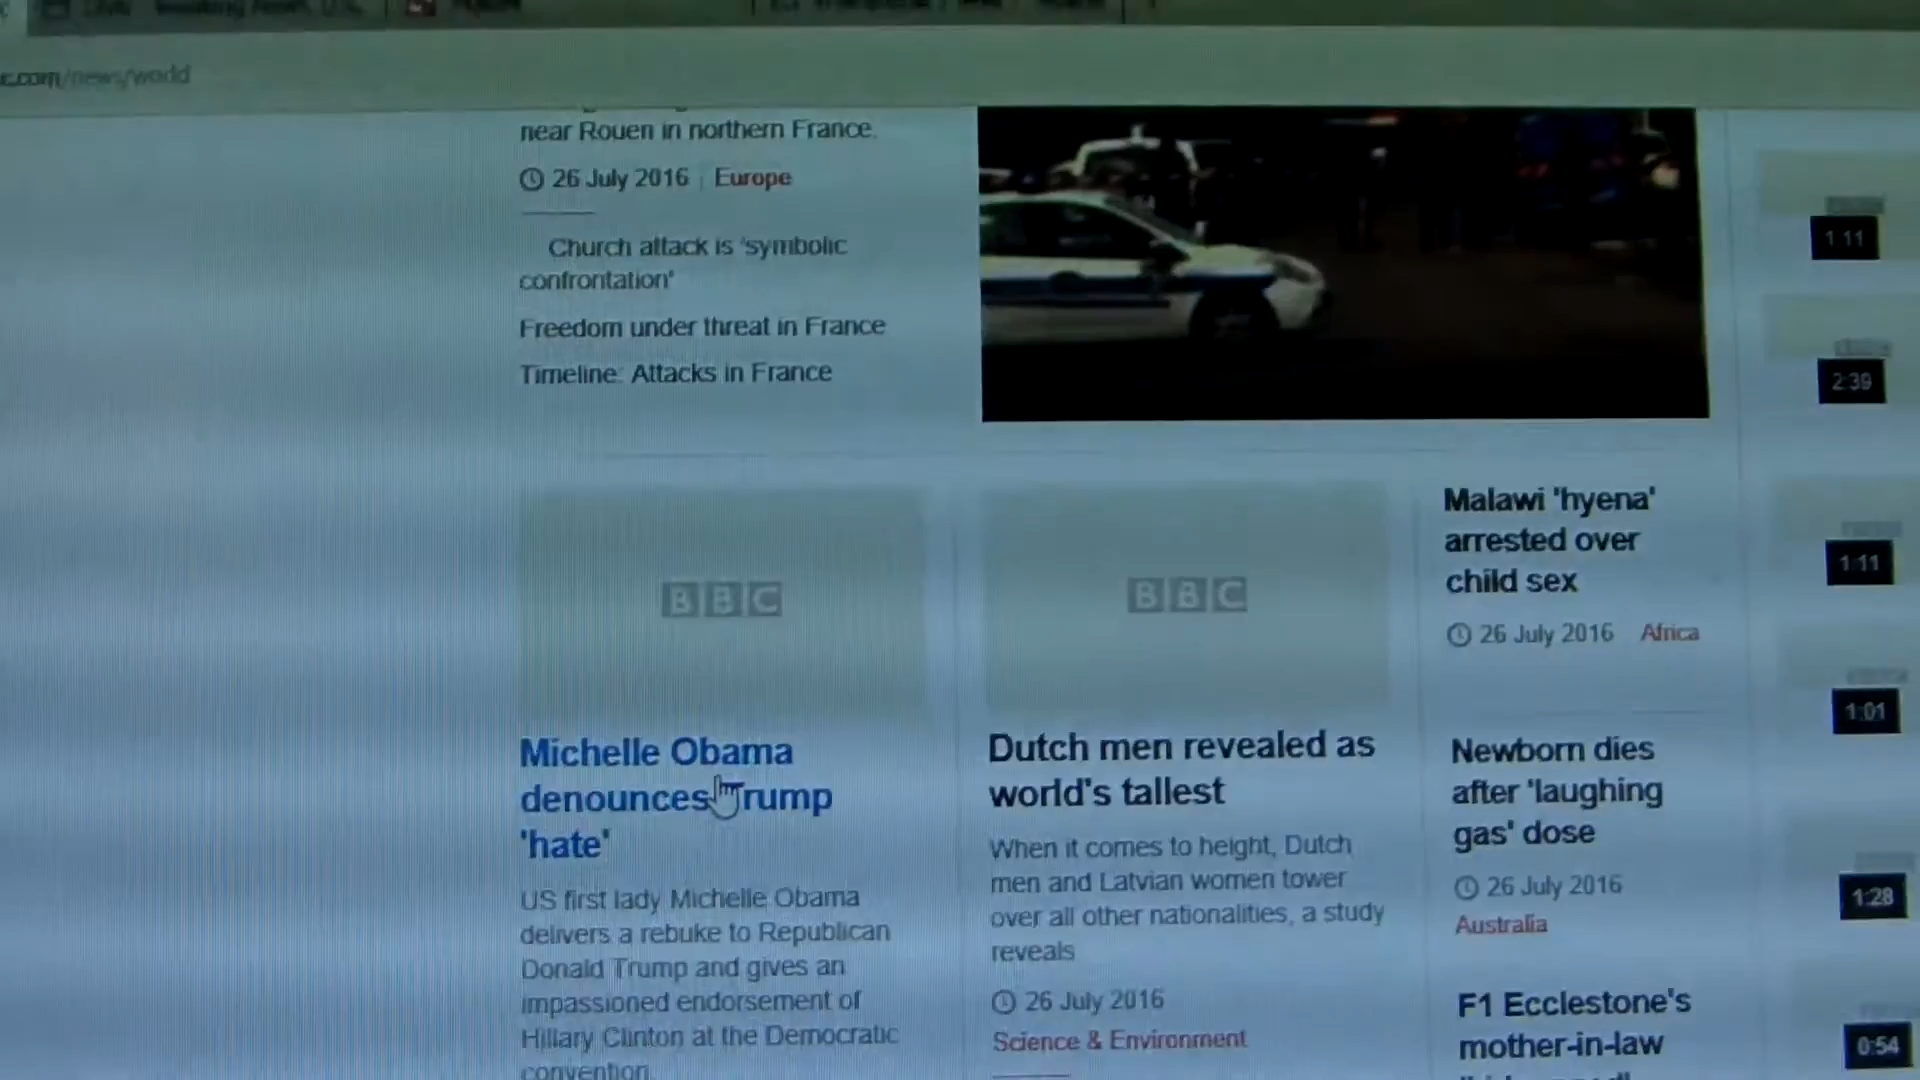 c.com/news/world
near Rouen in northern France.
26 July 2016 | Europe
Church attack is 'symbolic
confrontation'
Freedom under threat in France
Timeline: Attacks in France
1:11
2:39
1:11
1:01
1:28
0:54
BBC
Michelle Obama
denounces Trump
'hate'
US first lady Michelle Obama
delivers a rebuke to Republican
Donald Trump and gives an
impassioned endorsement of
Hillary Clinton at the Democratic
convention.
BBC
Dutch men revealed as
world's tallest
When it comes to height, Dutch
men and Latvian women tower
over all other nationalities, a study
reveals
26 July 2016
Science & Environment
Malawi 'hyena'
arrested over
child sex
26 July 2016 Africa
Newborn dies
after 'laughing
gas' dose
26 July 2016
Australia
F1 Ecclestone's
mother-in-law